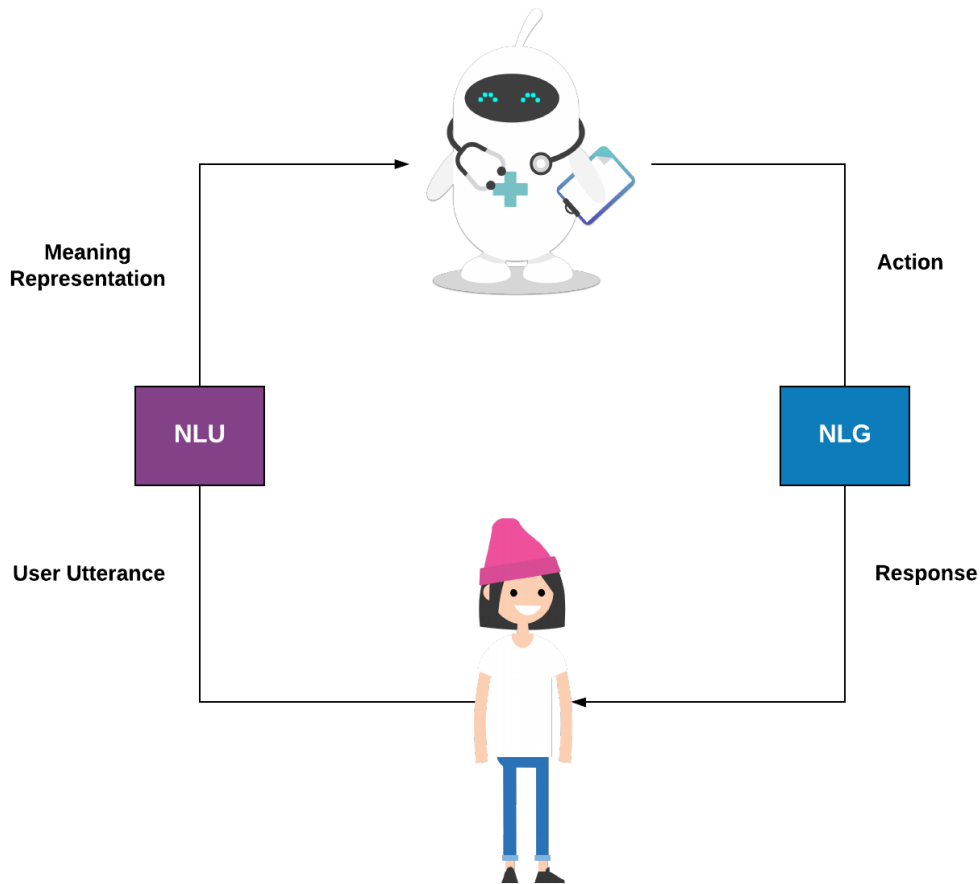 Meaning
Representation
Action
NLU
NLG
User Utterance
Response